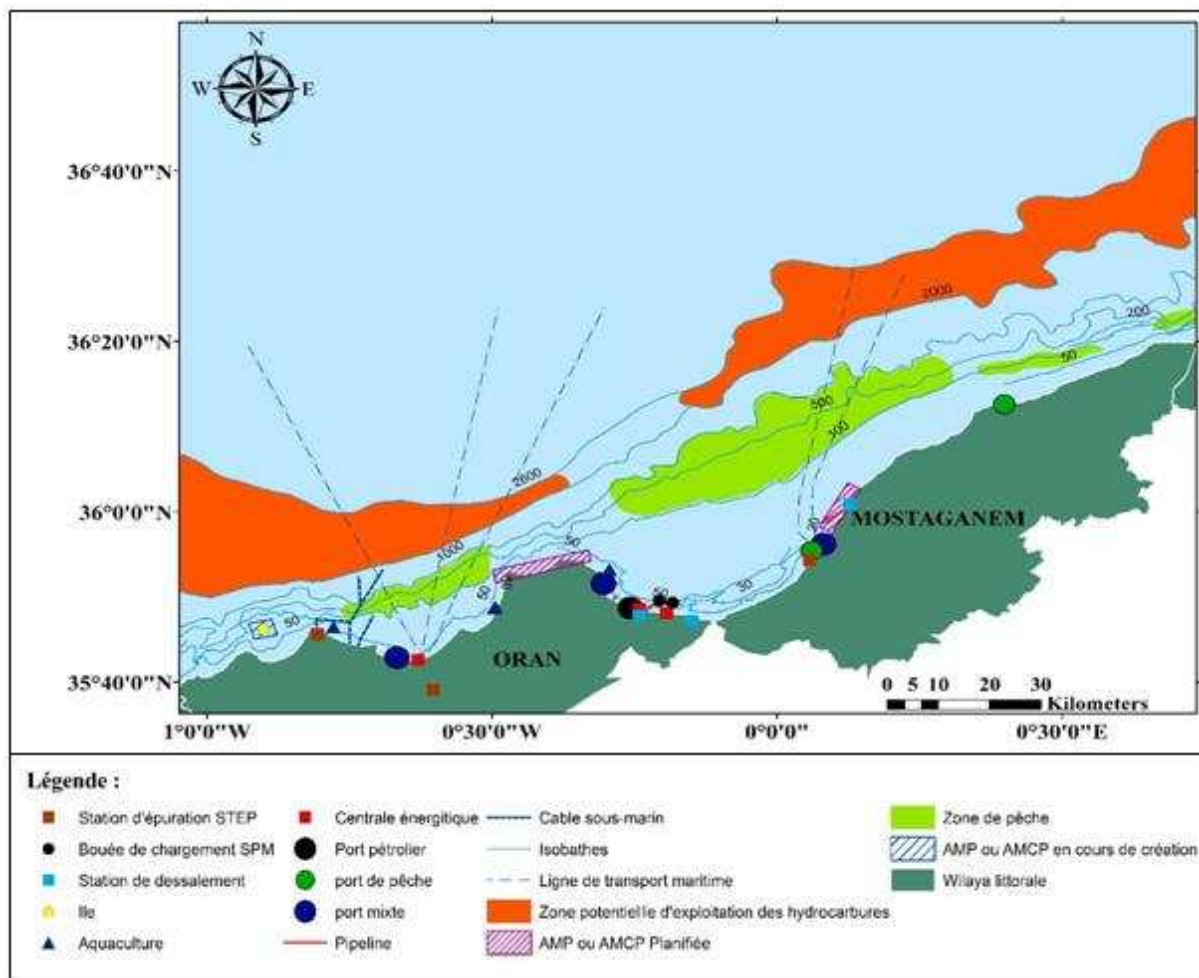 N
W E
S
36°40'0"N
36°20'0"N
36°0'0"N
35°40'0"N
2000
200
50
500
100
2000
1000
50
50
50
50
30
20
MOSTAGANEM
ORAN
0 5 10 20 30
Kilometers
1°0'0"W 0°30'0"W 0°0'0" 0°30'0"E
Légende :
Station d'épuration STEP
Bouée de chargement SPM
Station de dessalement
Ile
Aquaculture
Centrale énergitique
Port pétrolier
port de pêche
port mixte
Pipeline
Cable sous-marin
Isobathes
Ligne de transport maritime
Zone potentielle d'exploitation des hydrocarbures
AMP ou AMCP Planifiée
Zone de pêche
AMP ou AMCP en cours de création
Wilaya littorale